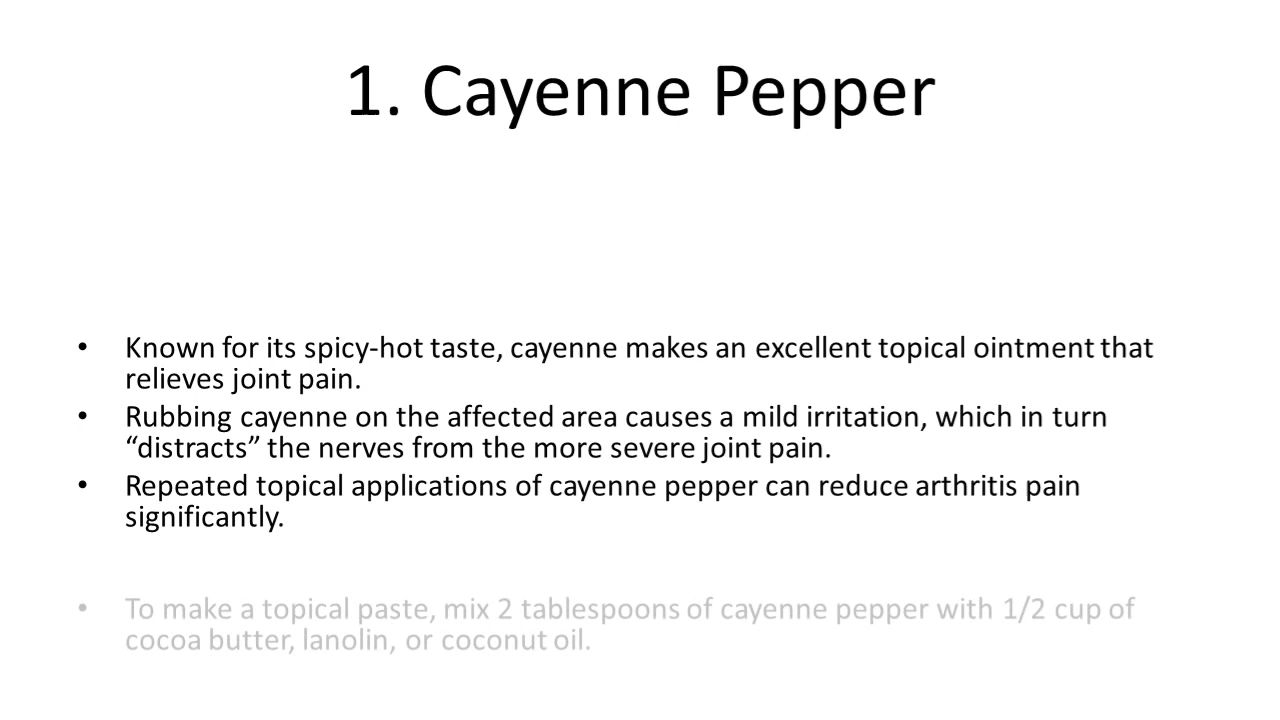 1. Cayenne Pepper
• Known for its spicy-hot taste, cayenne makes an excellent topical ointment that
relieves joint pain.
• Rubbing cayenne on the affected area causes a mild irritation, which in turn
“distracts” the nerves from the more severe joint pain.
• Repeated topical applications of cayenne pepper can reduce arthritis pain
significantly.
• To make a topical paste, mix 2 tablespoons of cayenne pepper with 1/2 cup of
cocoa butter, lanolin, or coconut oil.